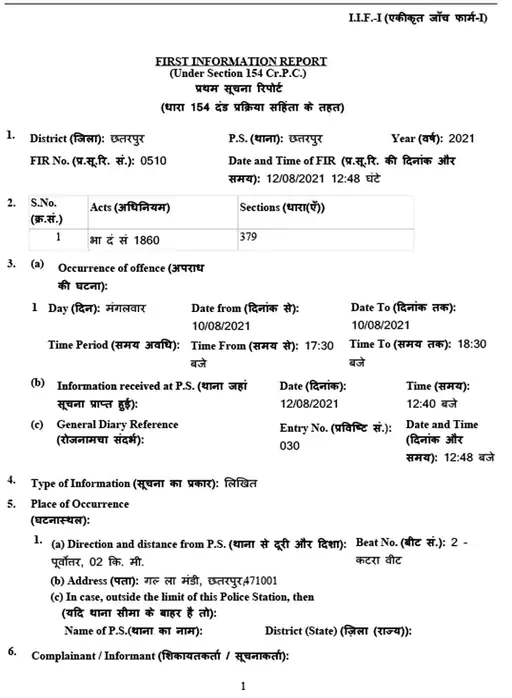 I.I.F.-I (एकीकृत जॉच फार्म-I)
FIRST INFORMATION REPORT
(Under Section 154 Cr.P.C.)
प्रथम सूचना रिपोर्ट
(धारा 154 दंड प्रक्रिया सहिंता के तहत)
1. District (जिला): छतरपुर P.S. (थाना): छतरपुर Year (वर्ष): 2021
FIR No. (प्र.सू.रि. सं.): 0510 Date and Time of FIR (प्र.सू.रि. की दिनांक और
समय): 12/08/2021 12:48 घंटे
2. S.No. Acts (अधिनियम) Sections (धारा(एँ))
(क्र.सं.)
1 भा दं सं 1860 379
3. (a) Occurrence of offence (अपराध
की घटना):
1 Day (दिन): मंगलवार Date from (दिनांक से): Date To (दिनांक तक):
10/08/2021 10/08/2021
Time Period (समय अवधि): Time From (समय से): 17:30 Time To (समय तक): 18:30
बजे बजे
(b) Information received at P.S. (थाना जहां Date (दिनांक): Time (समय):
सूचना प्राप्त हुई): 12/08/2021 12:40 बजे
(c) General Diary Reference Entry No. (प्रविष्टि सं.): Date and Time
(रोजनामचा संदर्भ): 030 (दिनांक और
समय): 12:48 बजे
4. Type of Information (सूचना का प्रकार): लिखित
5. Place of Occurrence
(घटनास्थल):
1. (a) Direction and distance from P.S. (थाना से दूरी और दिशा): Beat No. (बीट सं.): 2 -
पूर्वोत्तर, 02 कि. मी. कटरा वीट
(b) Address (पता): गल्‍ ला मंडी, छतरपुर,471001
(c) In case, outside the limit of this Police Station, then
(यदि थाना सीमा के बाहर है तो):
Name of P.S.(थाना का नाम): District (State) (ज़िला (राज्य)):
6. Complainant / Informant (शिकायतकर्ता / सूचनाकर्ता):
1